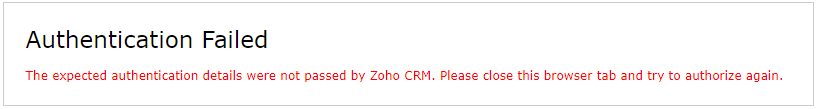 Authentication Failed
The expected authentication details were not passed by Zoho CRM. Please close this browser tab and try to authorize again.